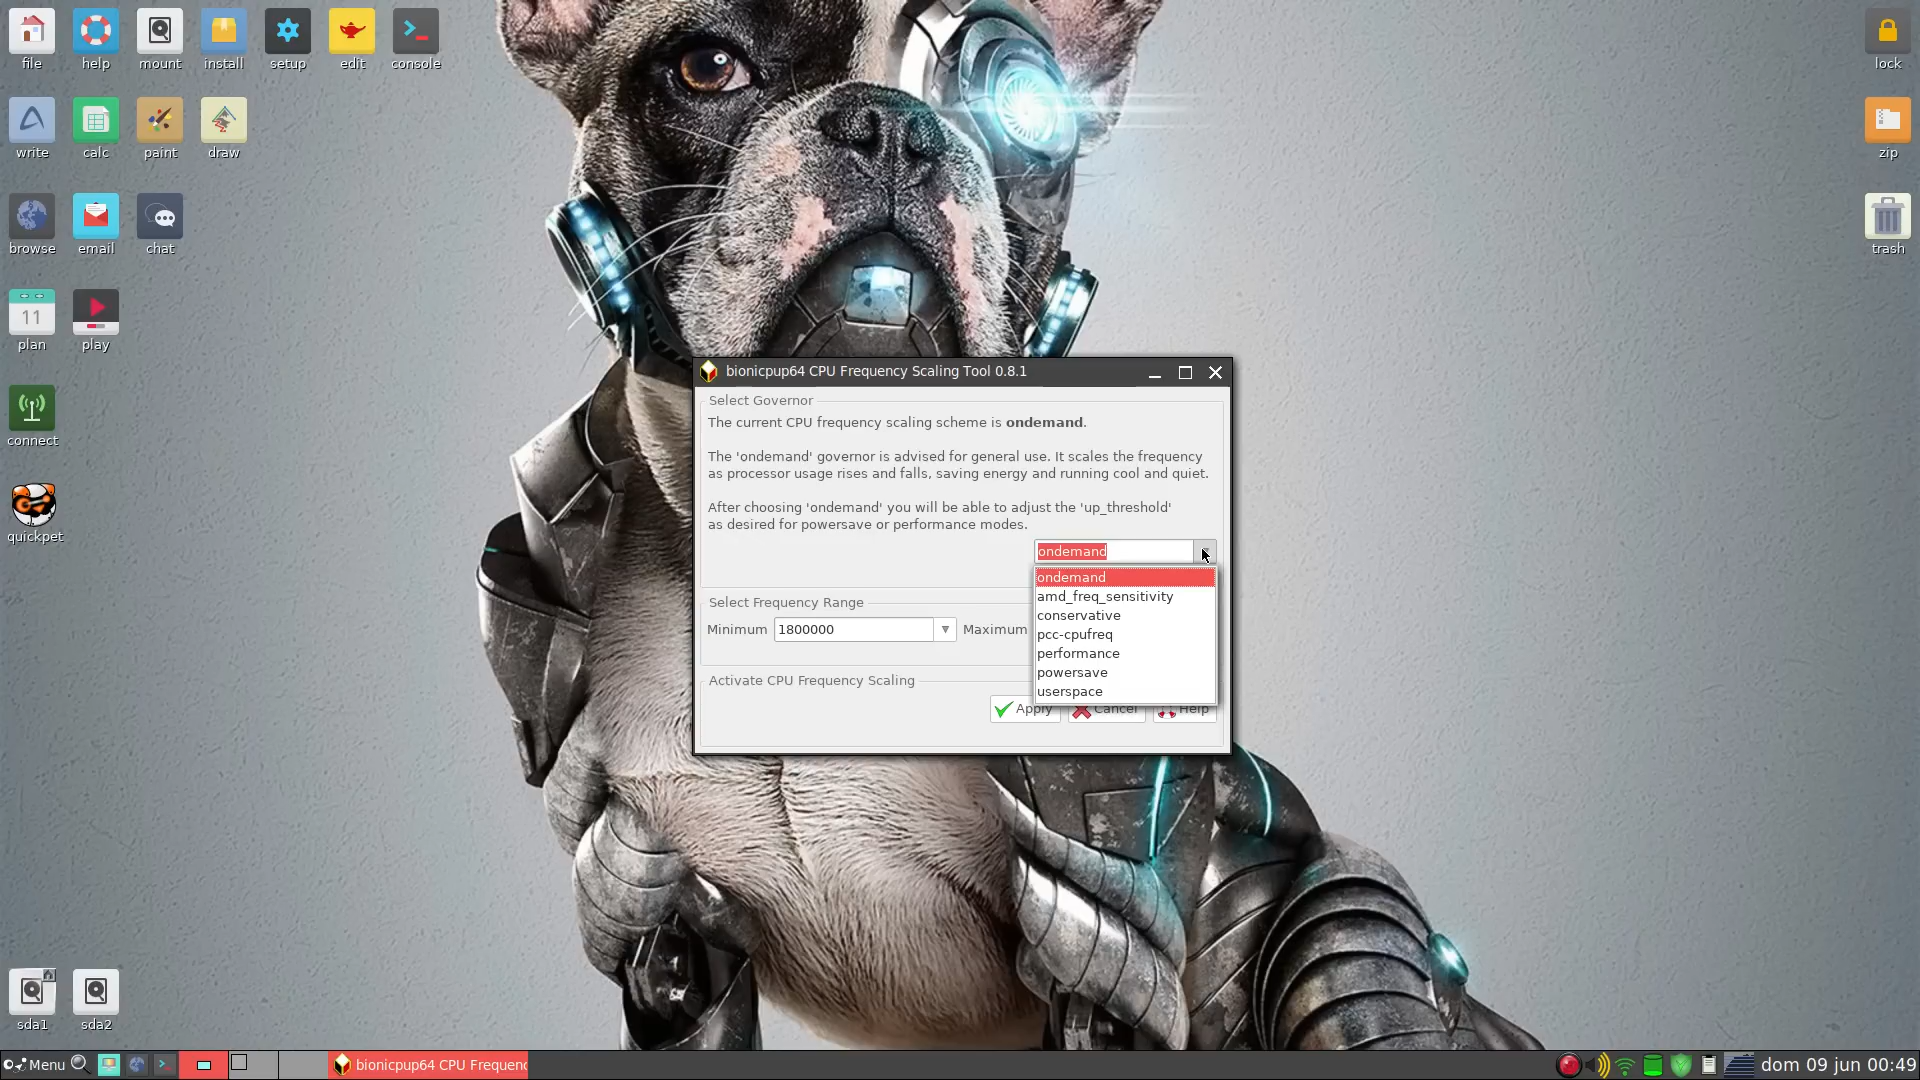 file
help
mount
install
setup
edit
console
lock
write
calc
paint
draw
zip
browse
email
chat
trash
11
plan
play
connect
quickpet
bionicpup64 CPU Frequency Scaling Tool 0.8.1
Select Governor
The current CPU frequency scaling scheme is ondemand.
The 'ondemand' governor is advised for general use. It scales the frequency
as processor usage rises and falls, saving energy and running cool and quiet.
After choosing 'ondemand' you will be able to adjust the 'up_threshold'
as desired for powersave or performance modes.
ondemand
ondemand
amd_freq_sensitivity
conservative
pcc-cpufreq
performance
powersave
userspace
Select Frequency Range
Minimum 1800000 Maximum
Activate CPU Frequency Scaling
Apply Cancel Help
sda1
sda2
Menu
bionicpup64 CPU Frequenc
dom 09 jun 00:49